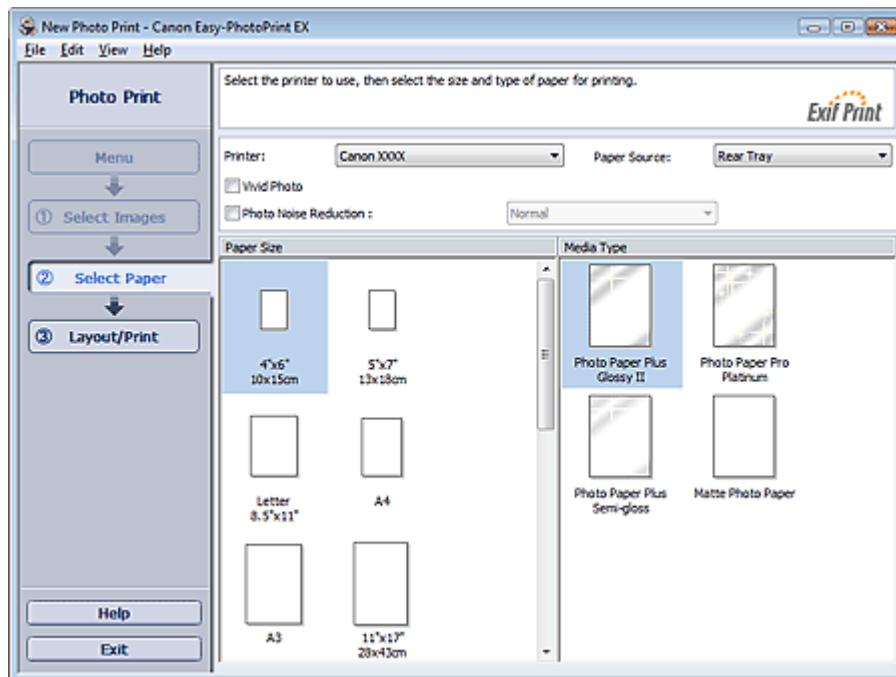 New Photo Print - Canon Easy-PhotoPrint EX
File Edit View Help
Photo Print
Menu
① Select Images
② Select Paper
③ Layout/Print
Help
Exit
Select the printer to use, then select the size and type of paper for printing.
Exif Print
Printer: Canon XXXX Paper Source: Rear Tray
Vivid Photo
Photo Noise Reduction : Normal
Paper Size
4"x6"
10x15cm
5"x7"
13x18cm
Letter
8.5"x11"
A4
A3
11"x17"
28x43cm
Media Type
Photo Paper Plus
Glossy II
Photo Paper Pro
Platinum
Photo Paper Plus
Semi-gloss
Matte Photo Paper